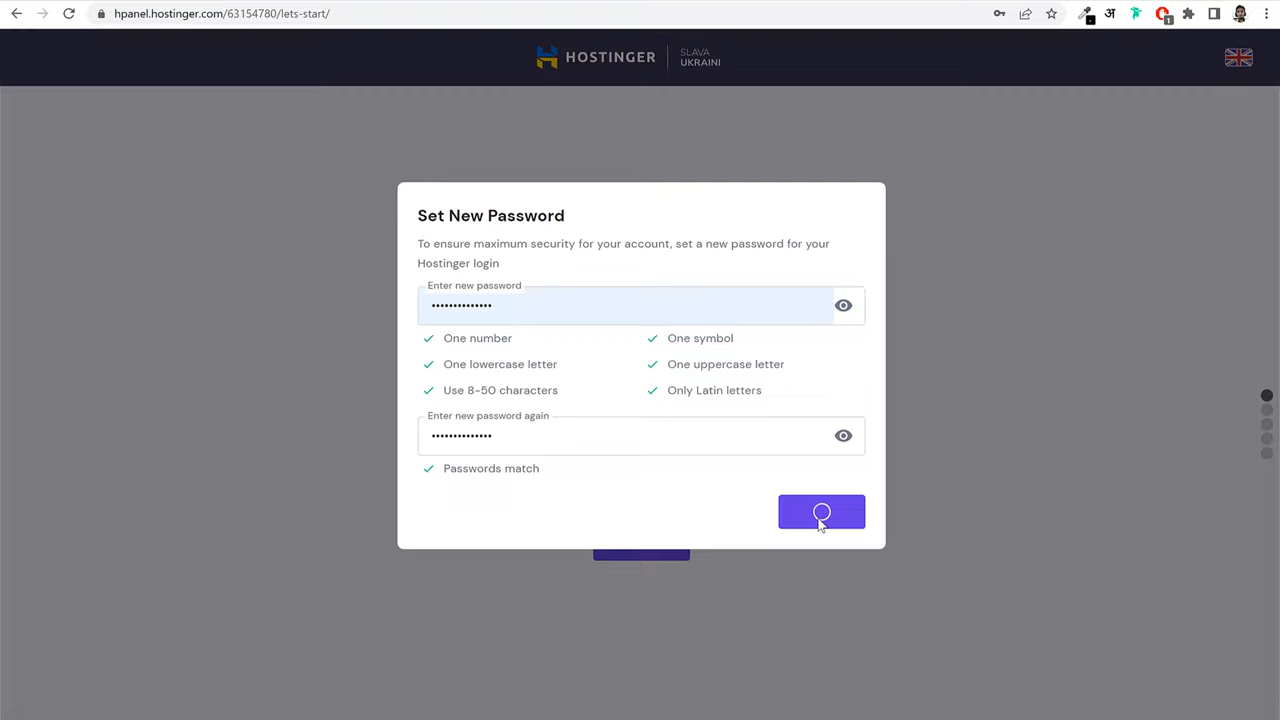 hpanel.hostinger.com/63154780/lets-start/
अ
1
HOSTINGER
SLAVA
UKRAINI
Set New Password
To ensure maximum security for your account, set a new password for your
Hostinger login
Enter new password
••••••••••••••
One number
One symbol
One lowercase letter
One uppercase letter
Use 8-50 characters
Only Latin letters
Enter new password again
••••••••••••••
Passwords match